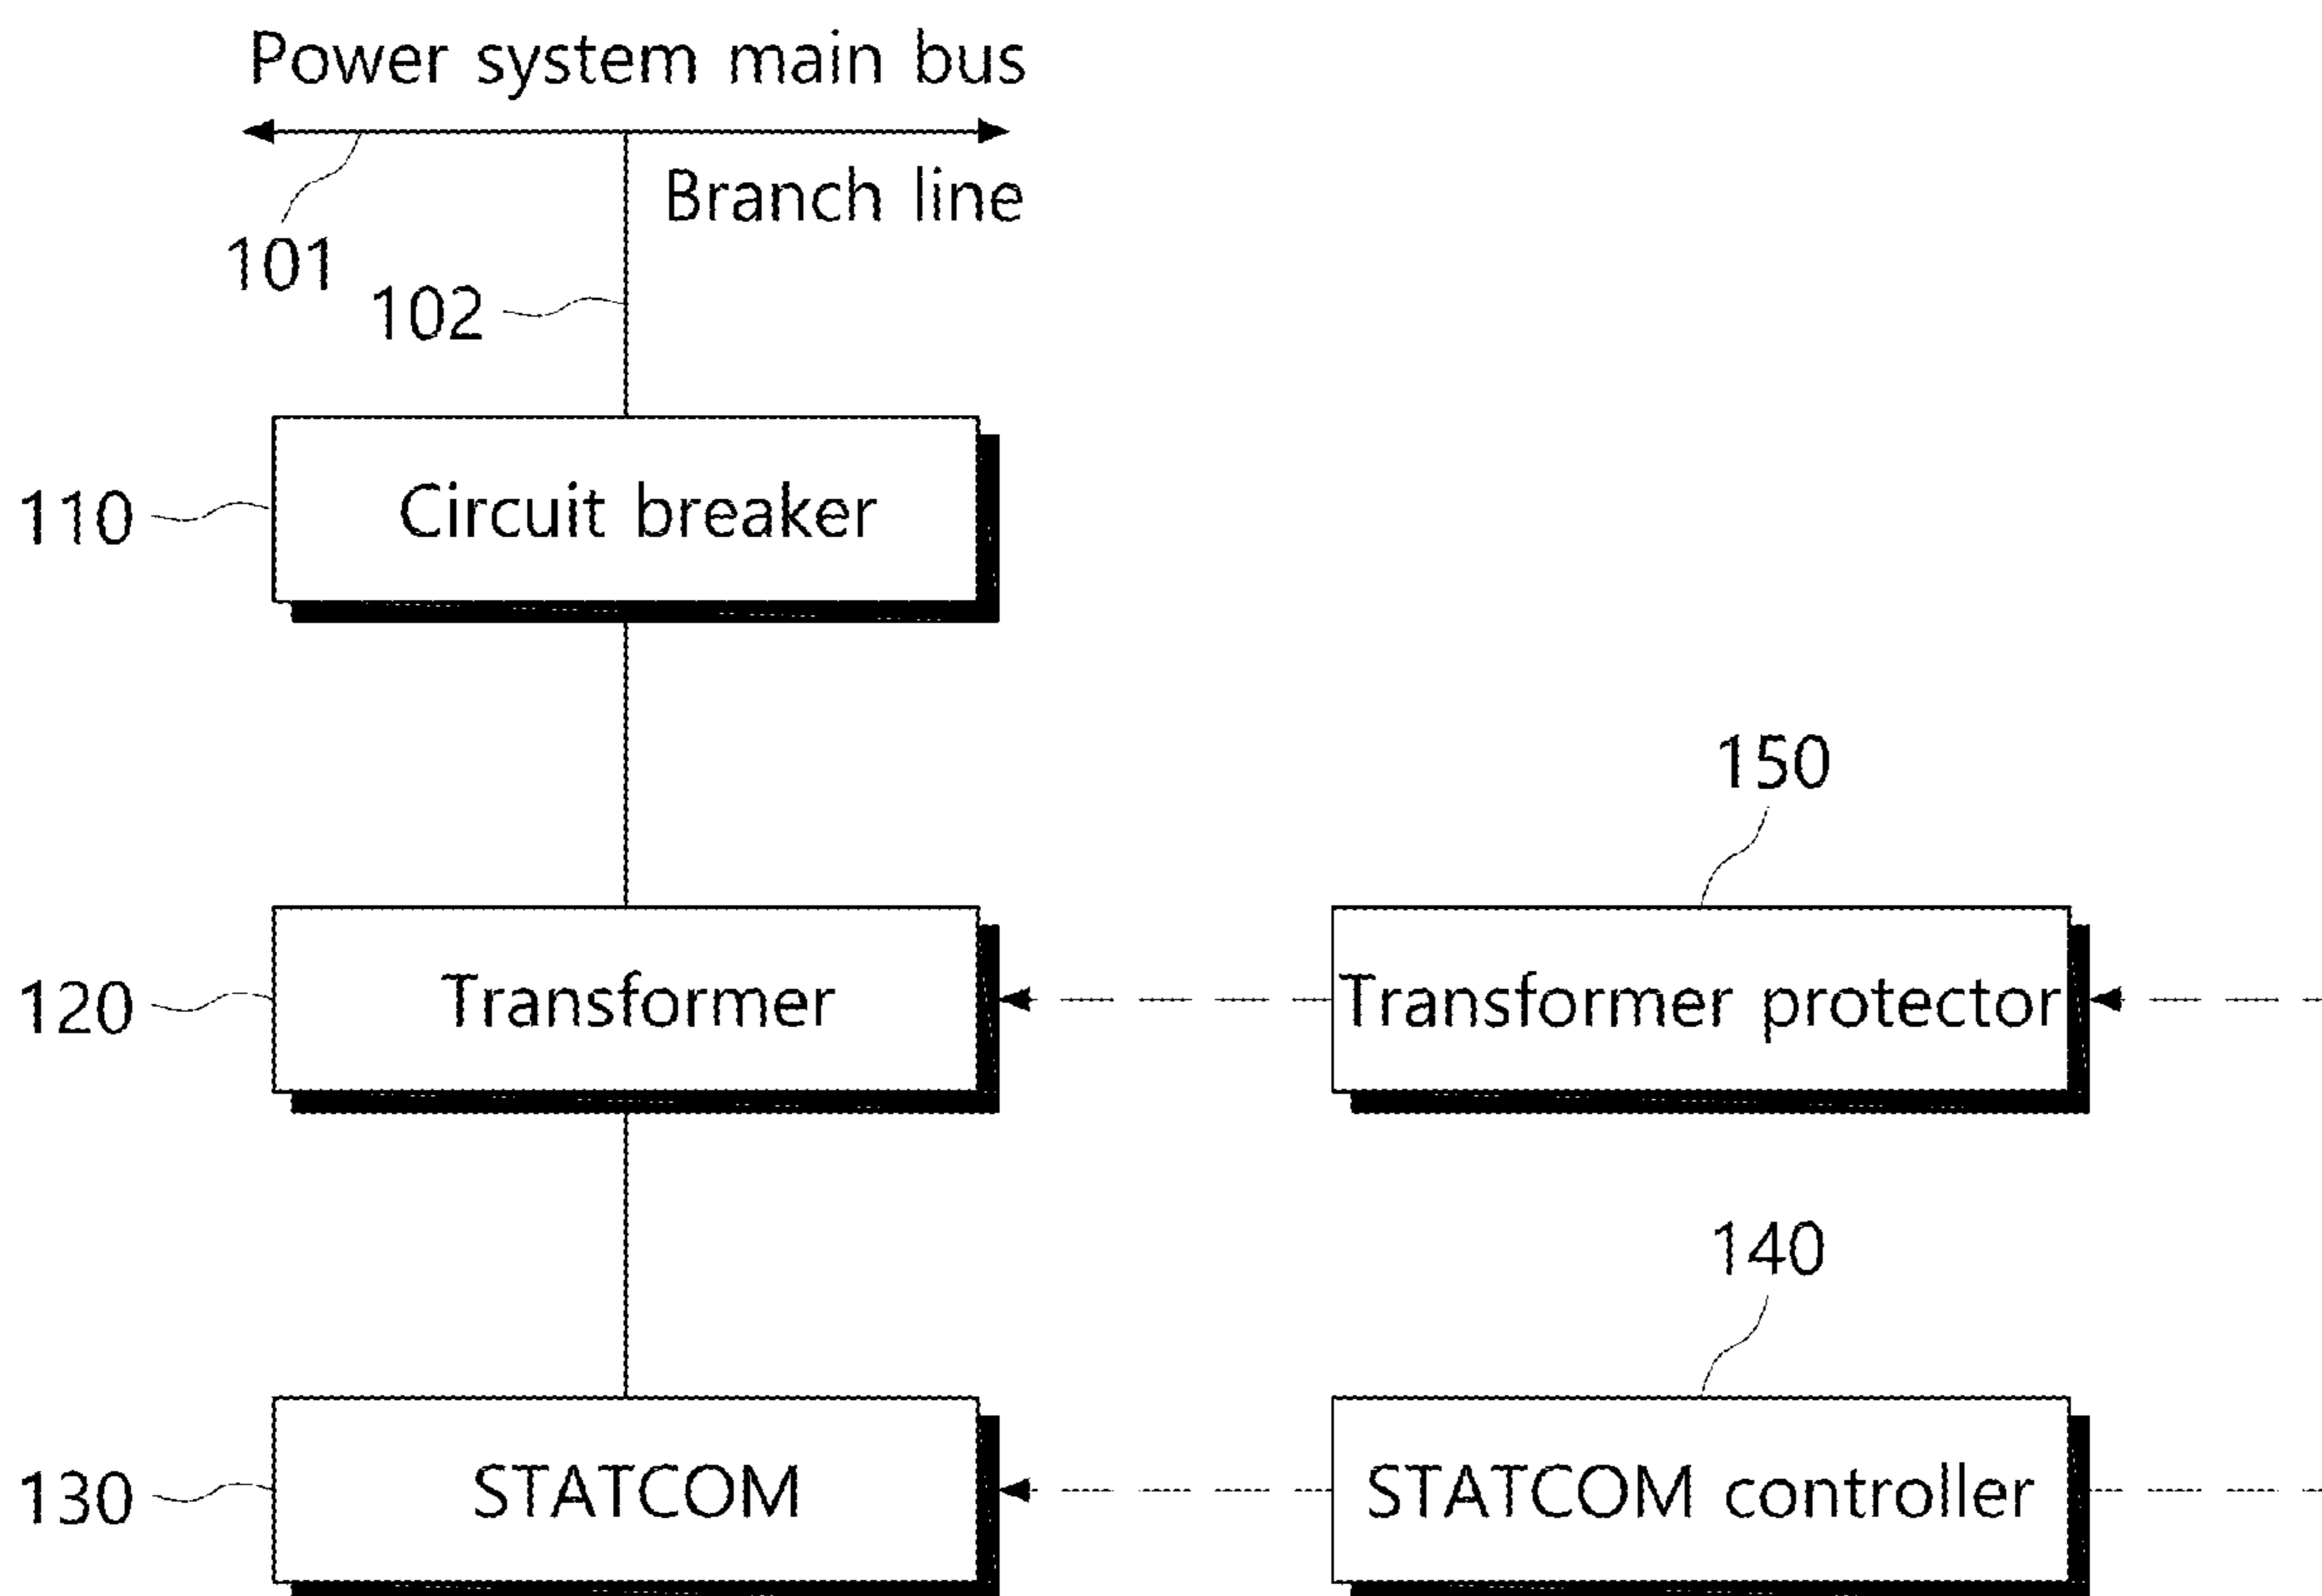 Power system main bus
Branch line
101
102
110
Circuit breaker
150
120
Transformer
Transformer protector
140
130
STATCOM
STATCOM controller